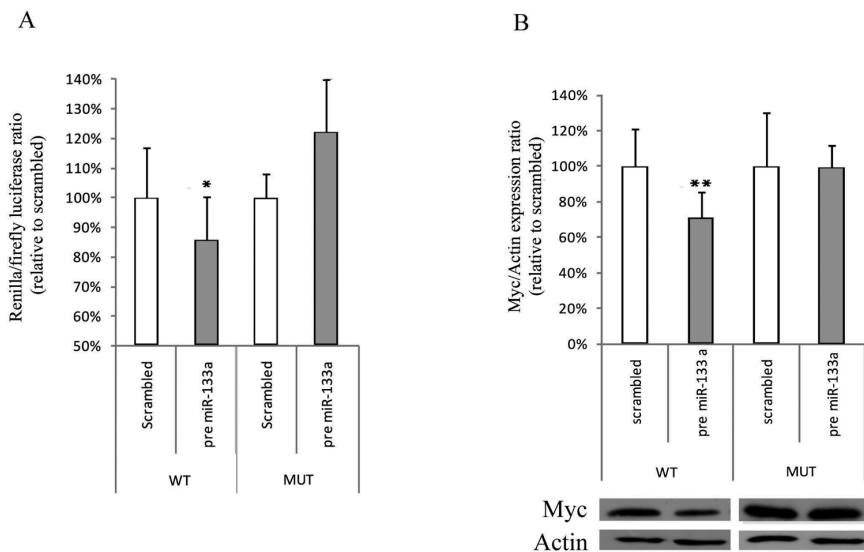 A
Renilla/firefly luciferase ratio
(relative to scrambled)
140%
130%
120%
110%
100%
90%
80%
70%
60%
50%
*
Scrambled
pre miR-133a
Scrambled
pre miR-133a
WT
MUT
B
Myc/Actin expression ratio
(relative to scrambled)
140%
120%
100%
80%
60%
40%
20%
0%
**
scrambled
pre miR-133 a
scrambled
pre miR-133a
WT
MUT
Myc
Actin